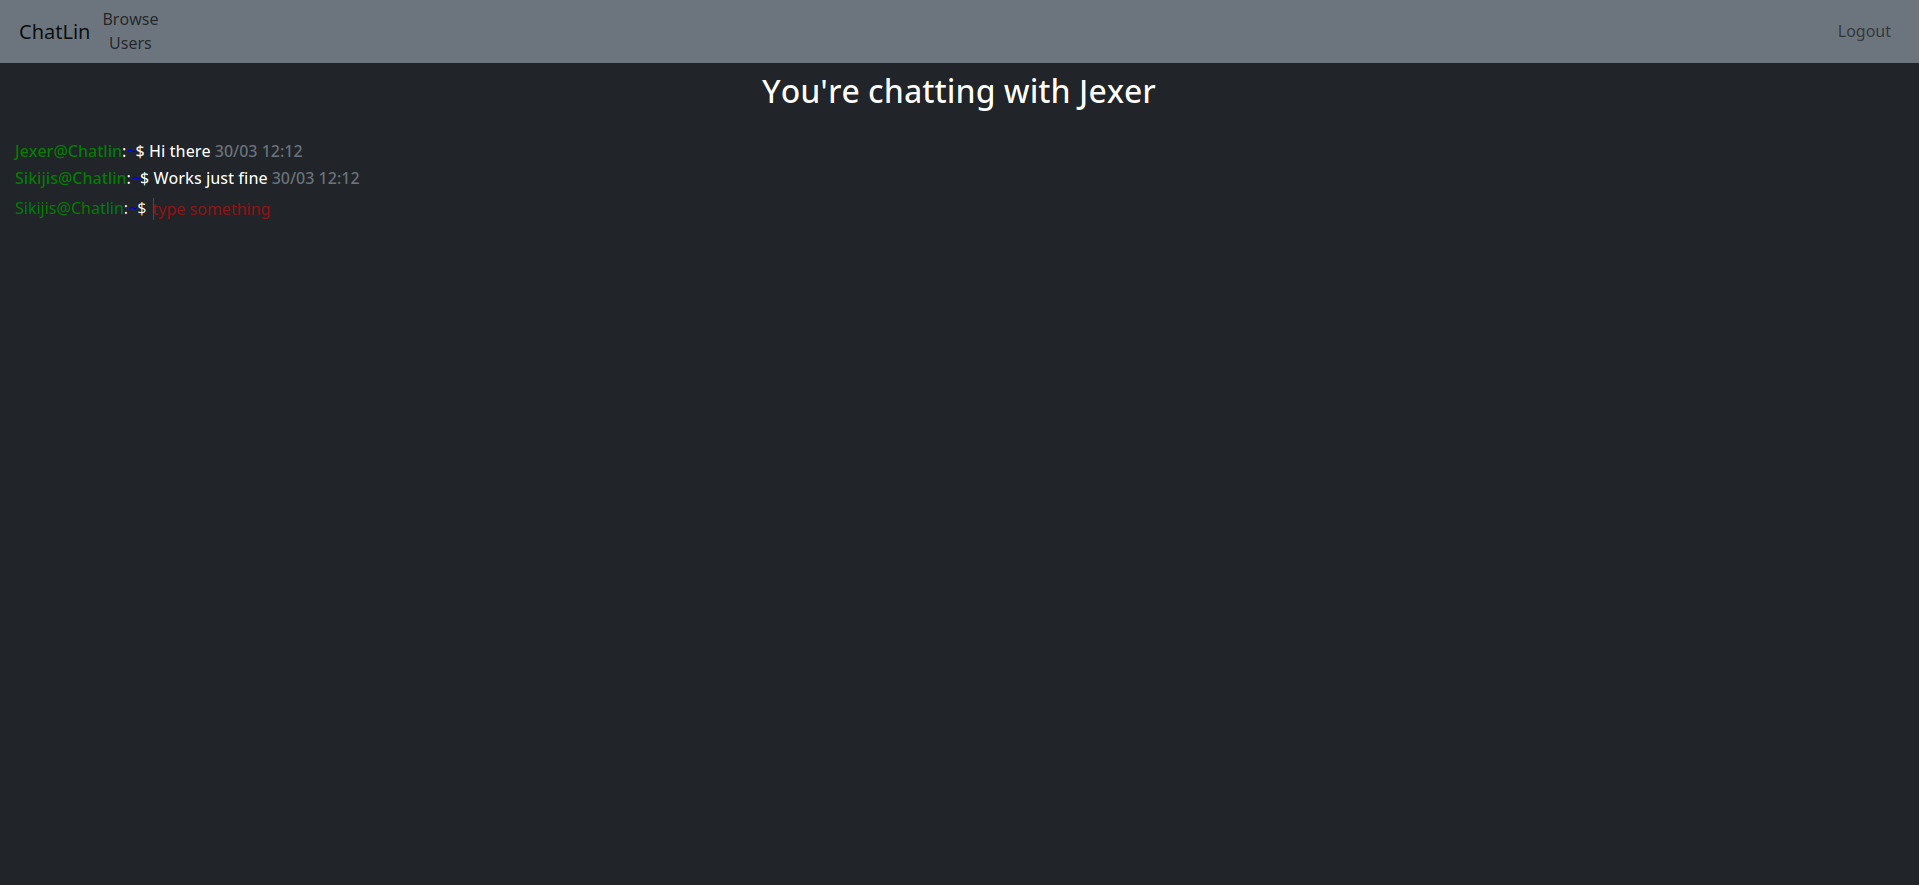 ChatLin
Browse
Users
Logout
You're chatting with Jexer
Jexer@Chatlin:~$ Hi there 30/03 12:12
Sikijis@Chatlin:~$ Works just fine 30/03 12:12
Sikijis@Chatlin:~$ type something